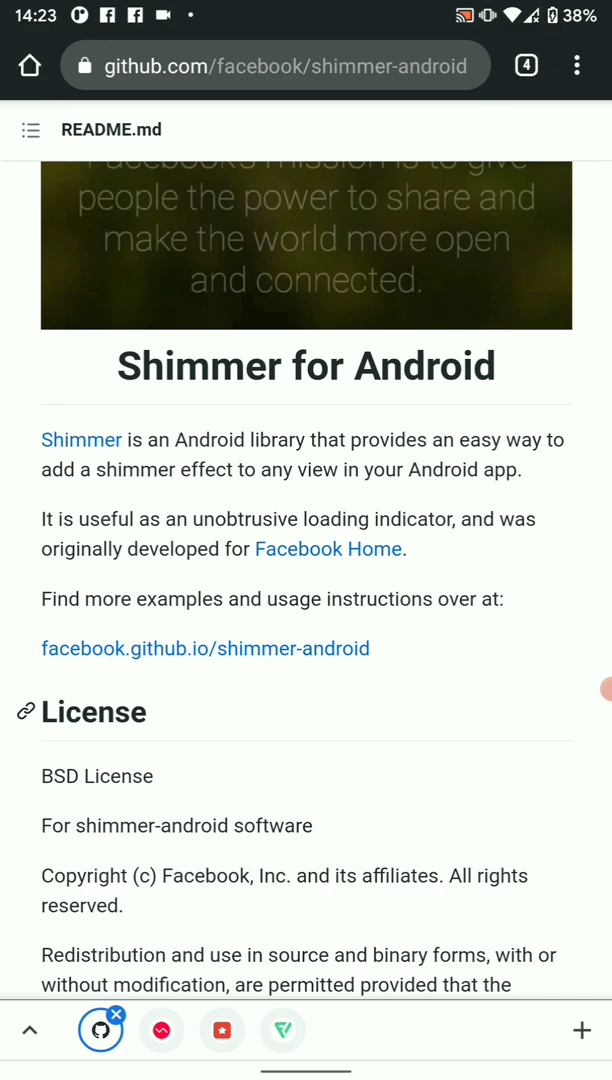 14:23
38%
github.com/facebook/shimmer-android
4
README.md
Facebook's mission is to give
people the power to share and
make the world more open
and connected.
Shimmer for Android
Shimmer is an Android library that provides an easy way to
add a shimmer effect to any view in your Android app.
It is useful as an unobtrusive loading indicator, and was
originally developed for Facebook Home.
Find more examples and usage instructions over at:
facebook.github.io/shimmer-android
License
BSD License
For shimmer-android software
Copyright (c) Facebook, Inc. and its affiliates. All rights
reserved.
Redistribution and use in source and binary forms, with or
without modification, are permitted provided that the